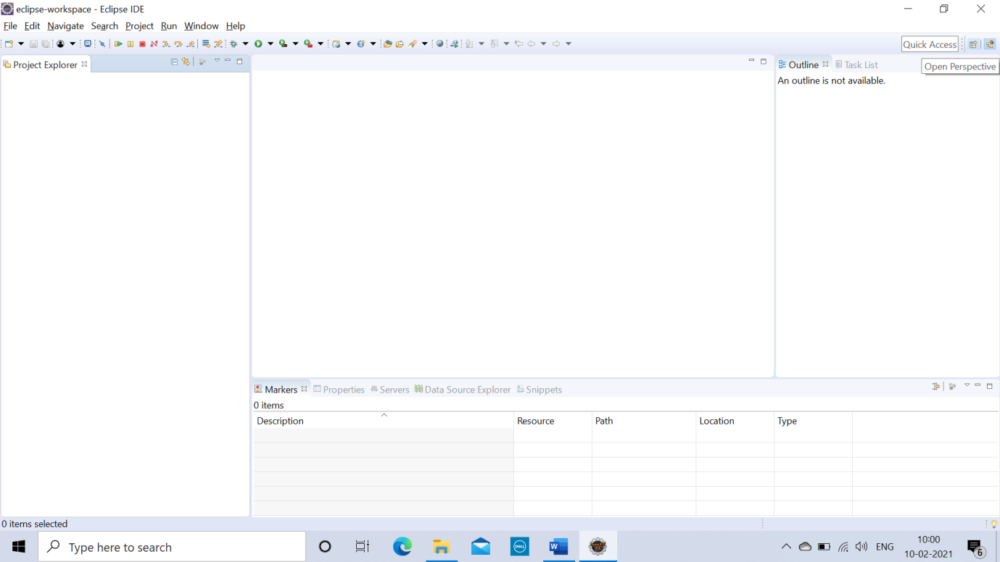 eclipse-workspace - Eclipse IDE
File Edit Navigate Search Project Run Window Help
Quick Access
Project Explorer
Outline Task List
Open Perspective
An outline is not available.
Markers Properties Servers Data Source Explorer Snippets
0 items
Description Resource Path Location Type
0 items selected
Type here to search
DELL
ENG
10:00
10-02-2021
6